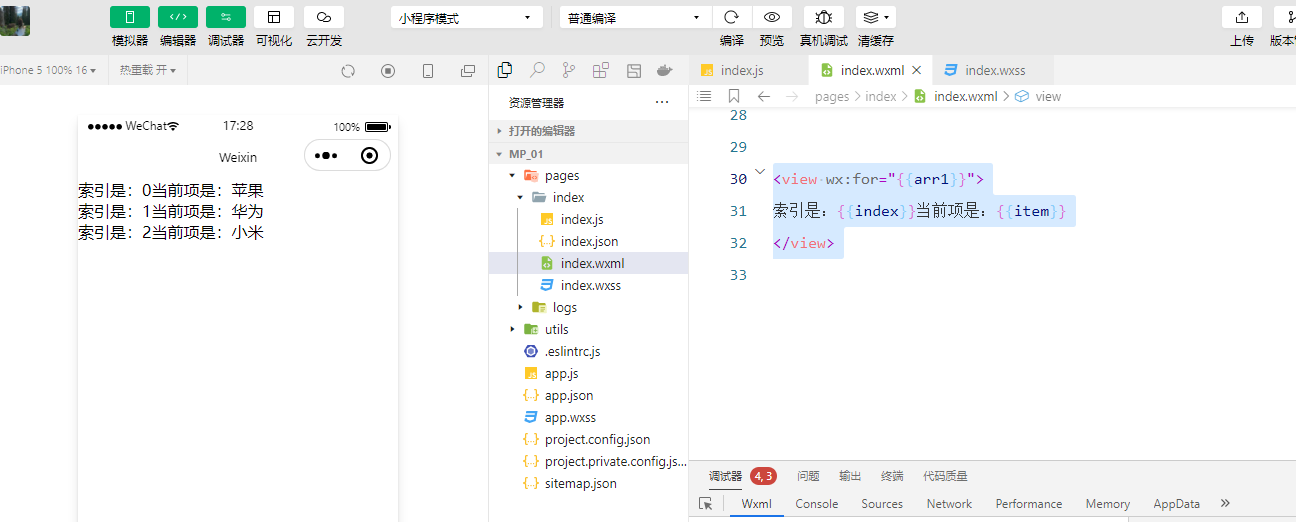 小程序模式
普通编译
模拟器 编辑器 调试器 可视化 云开发
编译 预览 真机调试 清缓存
上传
iPhone 5 100% 16
热重载 开
index.js
index.wxml
index.wxss
资源管理器
pages > index > index.wxml > view
打开的编辑器
MP_01
pages
index
index.js
index.json
index.wxml
index.wxss
logs
utils
.eslintrc.js
app.js
app.json
app.wxss
project.config.json
project.private.config.js...
sitemap.json
WeChat
17:28
100%
Weixin
索引是：0当前项是：苹果
索引是：1当前项是：华为
索引是：2当前项是：小米
28
29
30 <view wx:for="{{arr1}}">
31 索引是：{{index}}当前项是：{{item}}
32 </view>
33
调试器 4, 3 问题 输出 终端 代码质量
Wxml Console Sources Network Performance Memory AppData